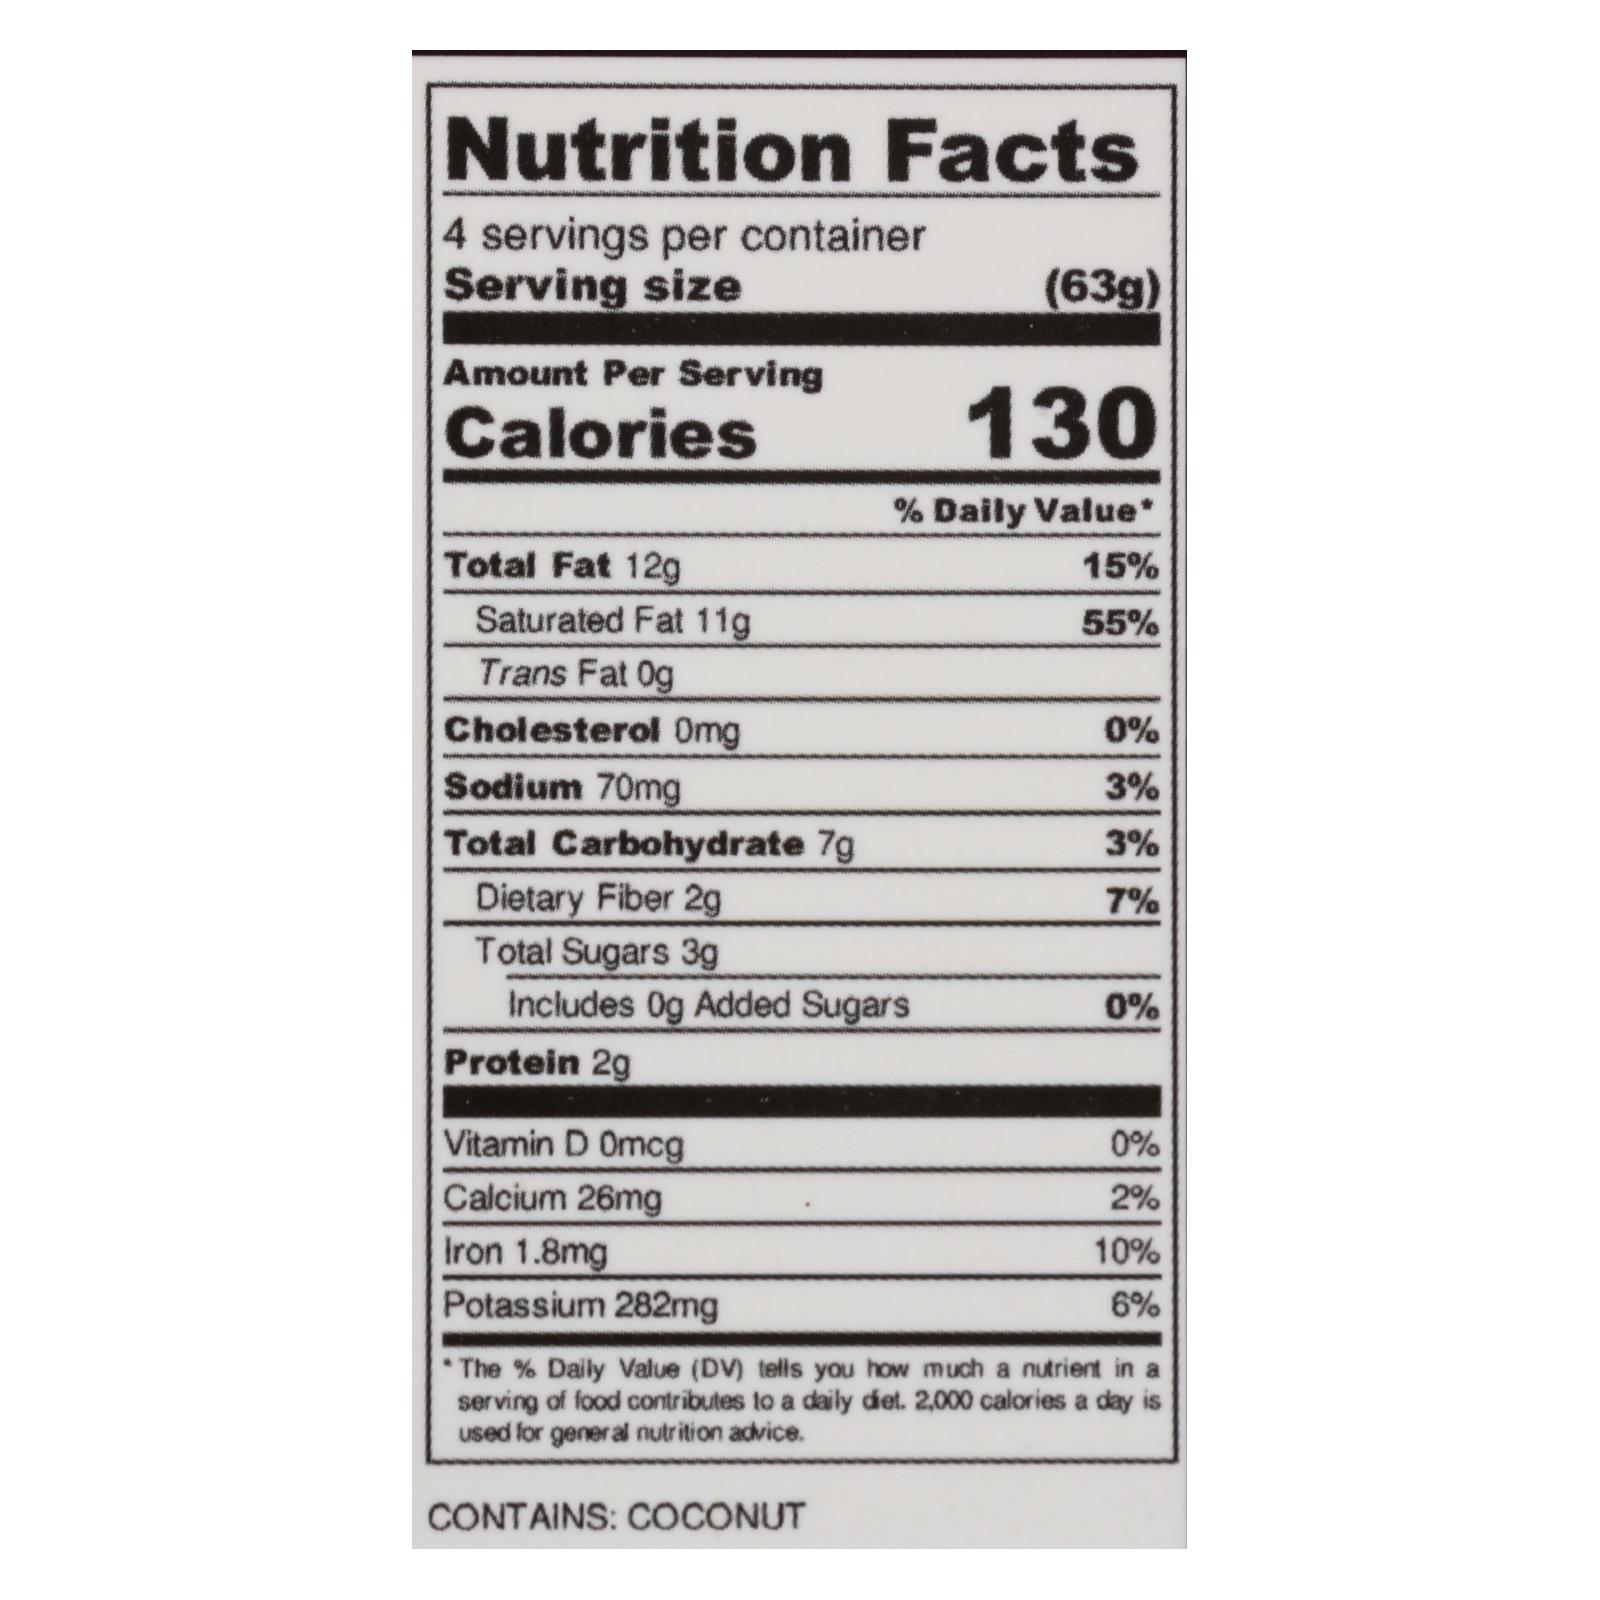 Nutrition Facts
4 servings per container
Serving size (63g)
Amount Per Serving
Calories 130
% Daily Value*
Total Fat 12g 15%
Saturated Fat 11g 55%
Trans Fat 0g
Cholesterol 0mg 0%
Sodium 70mg 3%
Total Carbohydrate 7g 3%
Dietary Fiber 2g 7%
Total Sugars 3g
Includes 0g Added Sugars 0%
Protein 2g
Vitamin D 0mcg 0%
Calcium 26mg 2%
Iron 1.8mg 10%
Potassium 282mg 6%
* The % Daily Value (DV) tells you how much a nutrient in a
serving of food contributes to a daily diet. 2,000 calories a day is
used for general nutrition advice.
CONTAINS: COCONUT